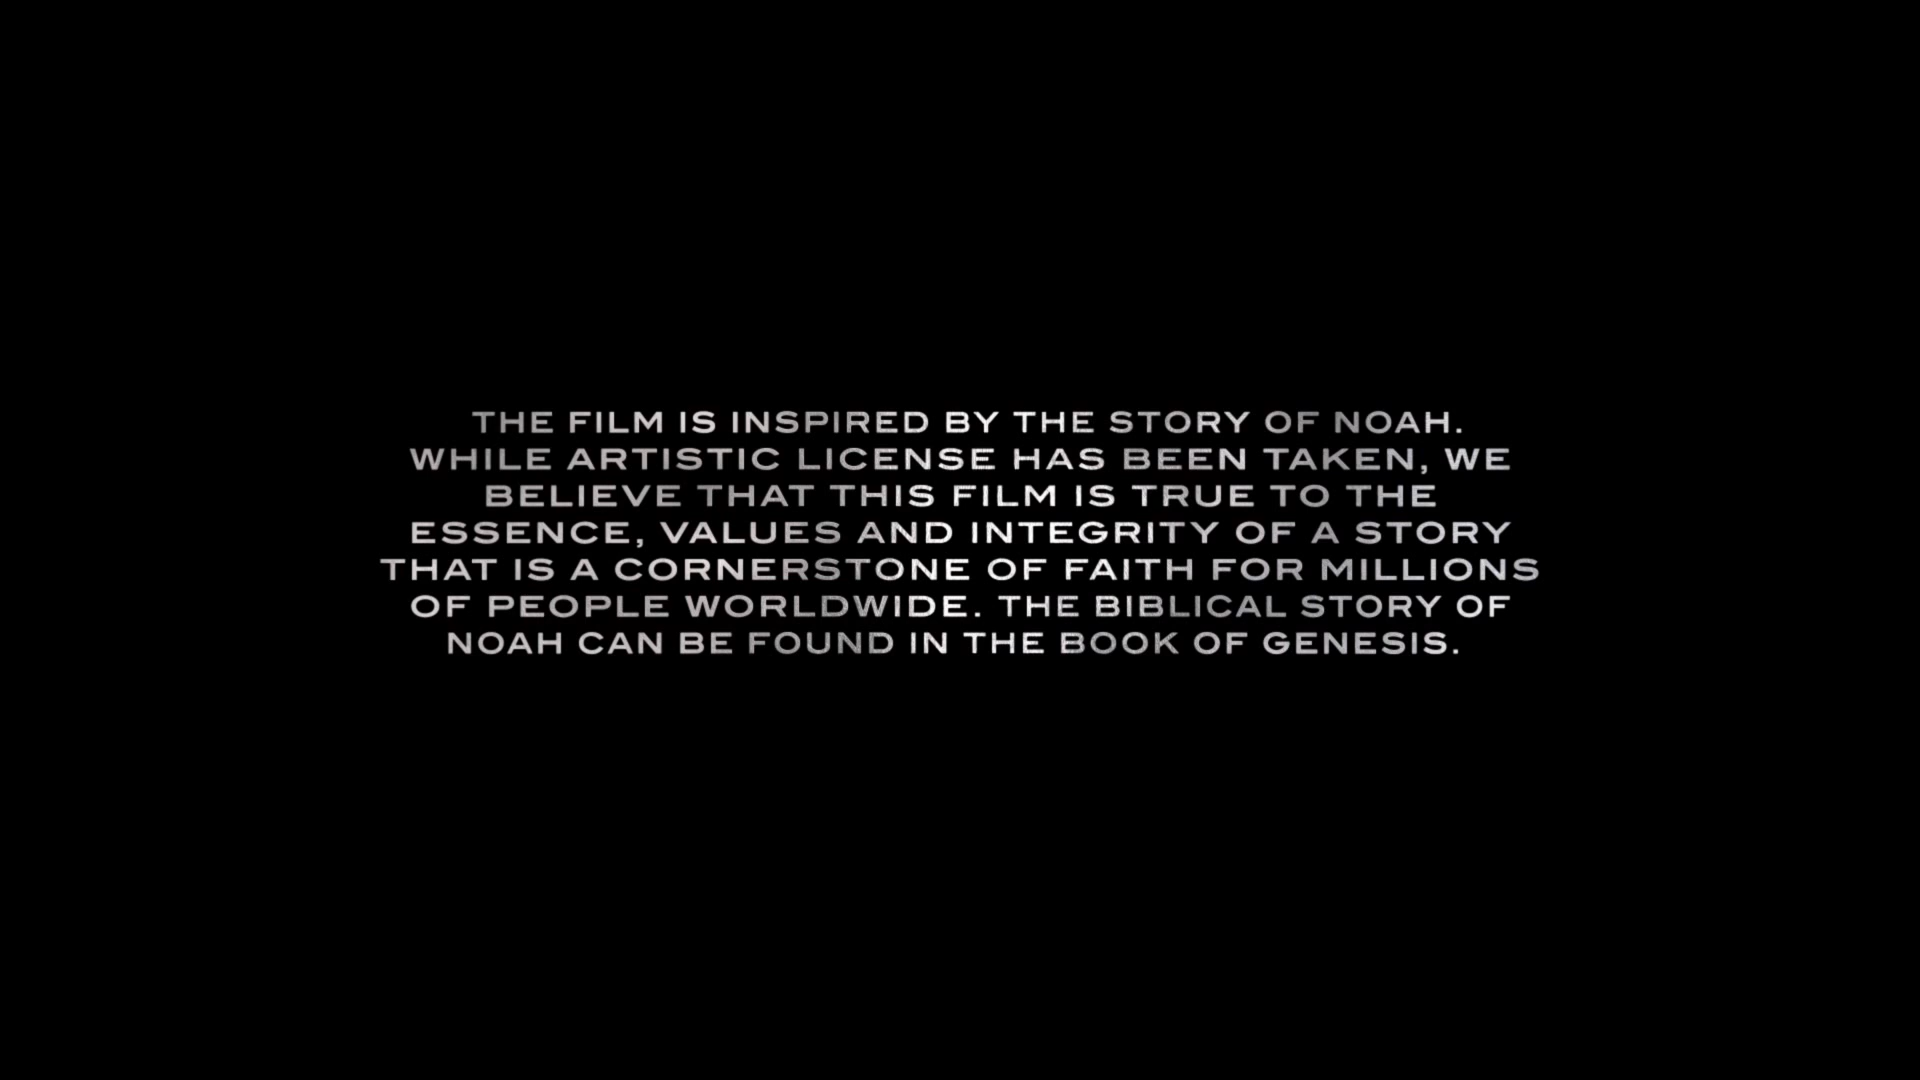 THE FILM IS INSPIRED BY THE STORY OF NOAH.
WHILE ARTISTIC LICENSE HAS BEEN TAKEN, WE
BELIEVE THAT THIS FILM IS TRUE TO THE
ESSENCE, VALUES AND INTEGRITY OF A STORY
THAT IS A CORNERSTONE OF FAITH FOR MILLIONS
OF PEOPLE WORLDWIDE. THE BIBLICAL STORY OF
NOAH CAN BE FOUND IN THE BOOK OF GENESIS.